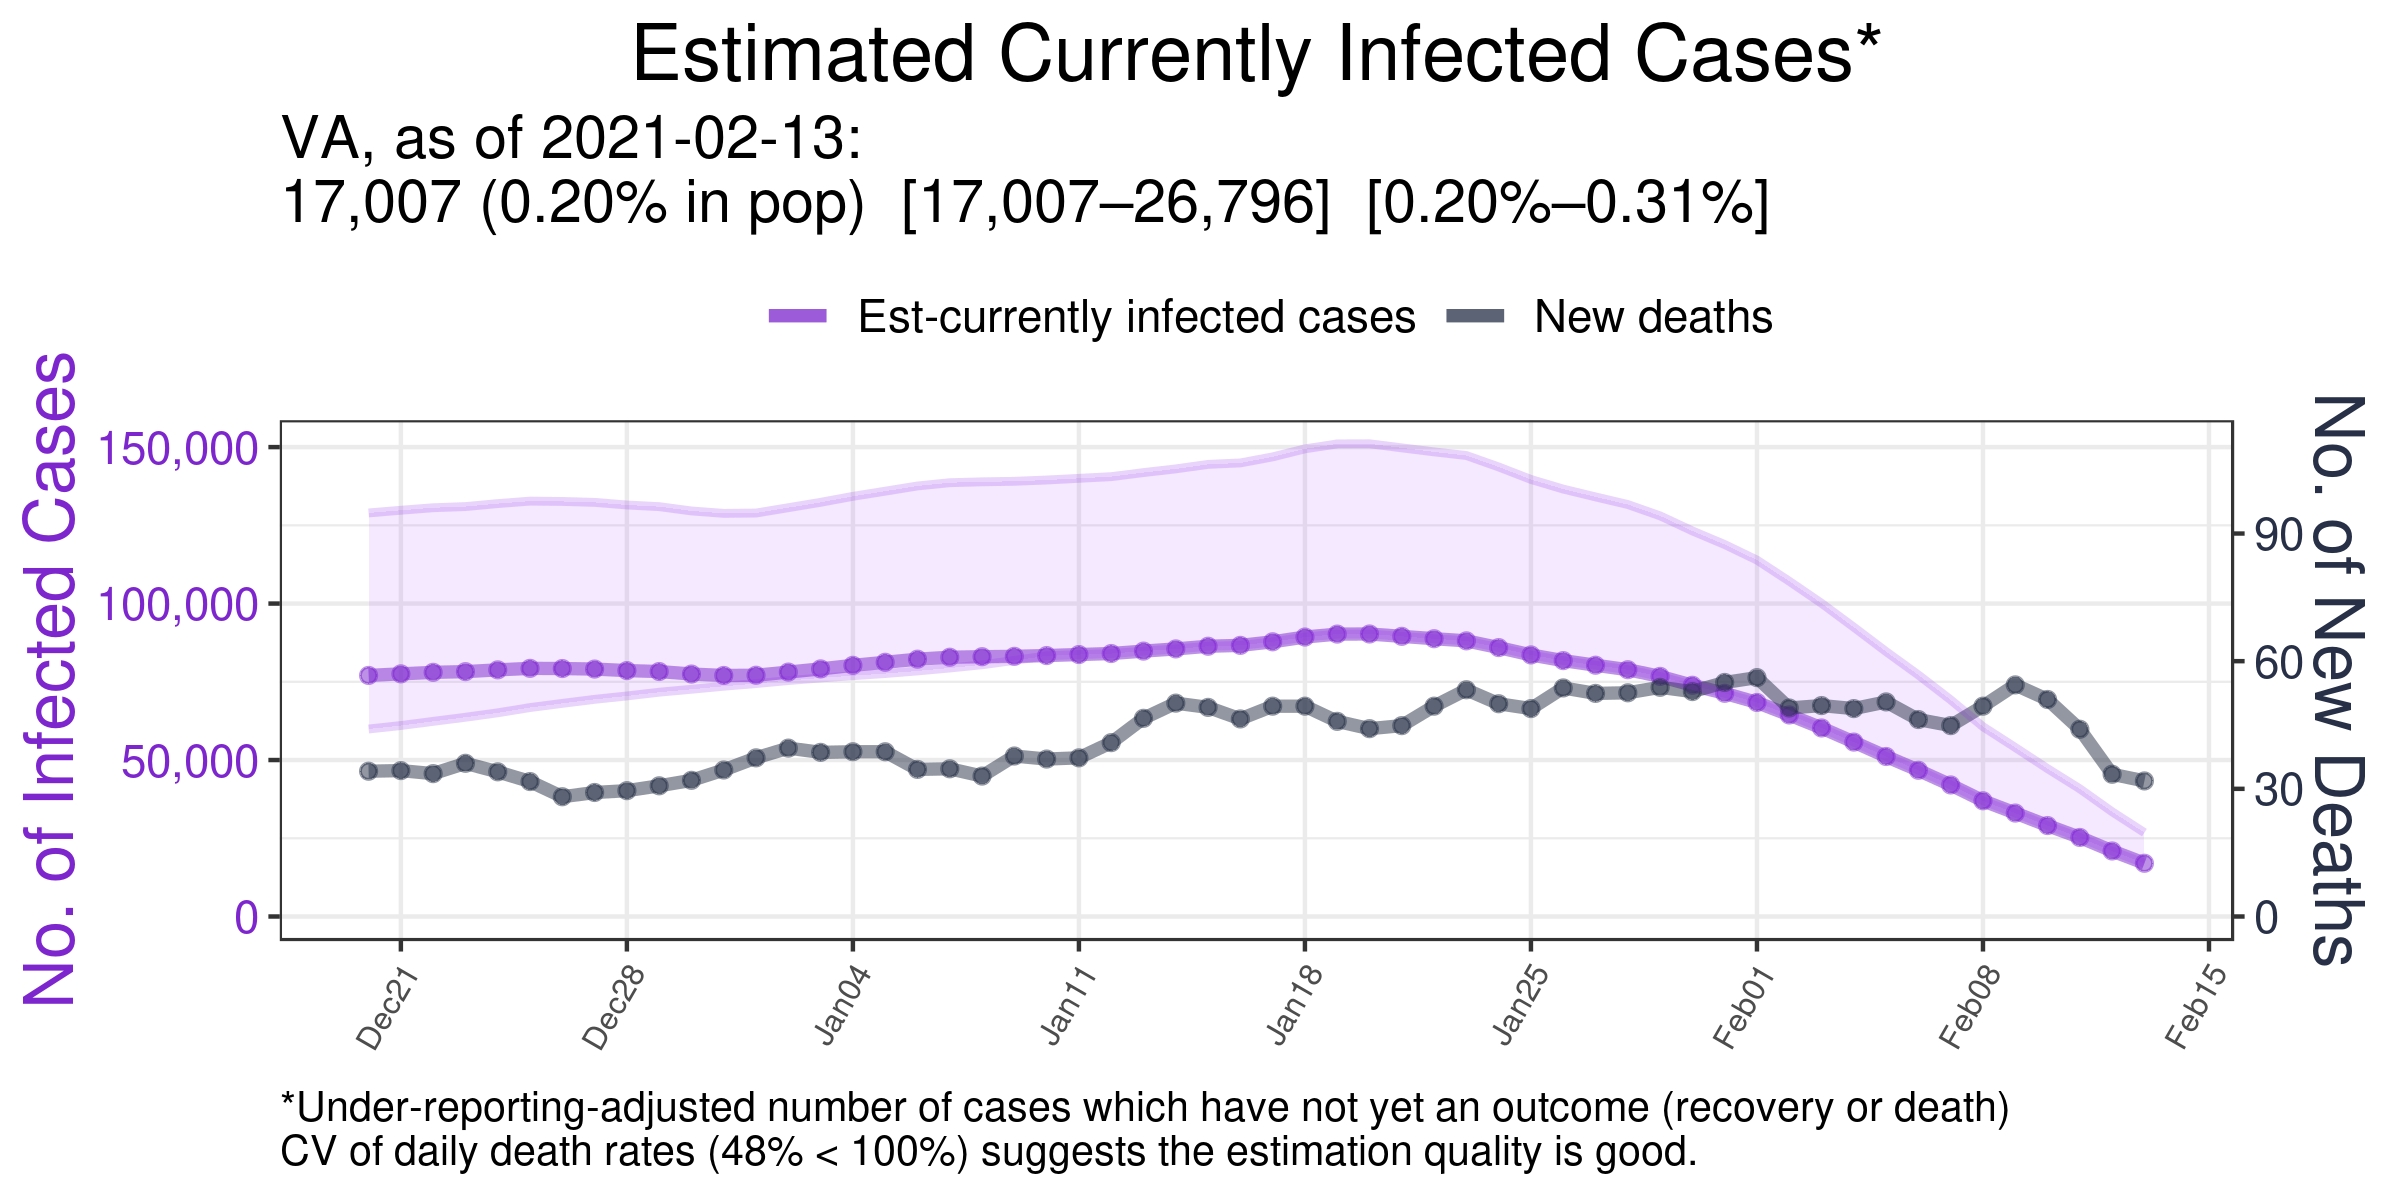 Estimated Currently Infected Cases*
VA, as of 2021-02-13:
17,007 (0.20% in pop)  [17,007–26,796]  [0.20%–0.31%]
Est-currently infected cases
New deaths
No. of Infected Cases
150,000
100,000
50,000
0
No. of New Deaths
90
60
30
0
Dec21
Dec28
Jan04
Jan11
Jan18
Jan25
Feb01
Feb08
Feb15
*Under-reporting-adjusted number of cases which have not yet an outcome (recovery or death)
CV of daily death rates (48% < 100%) suggests the estimation quality is good.